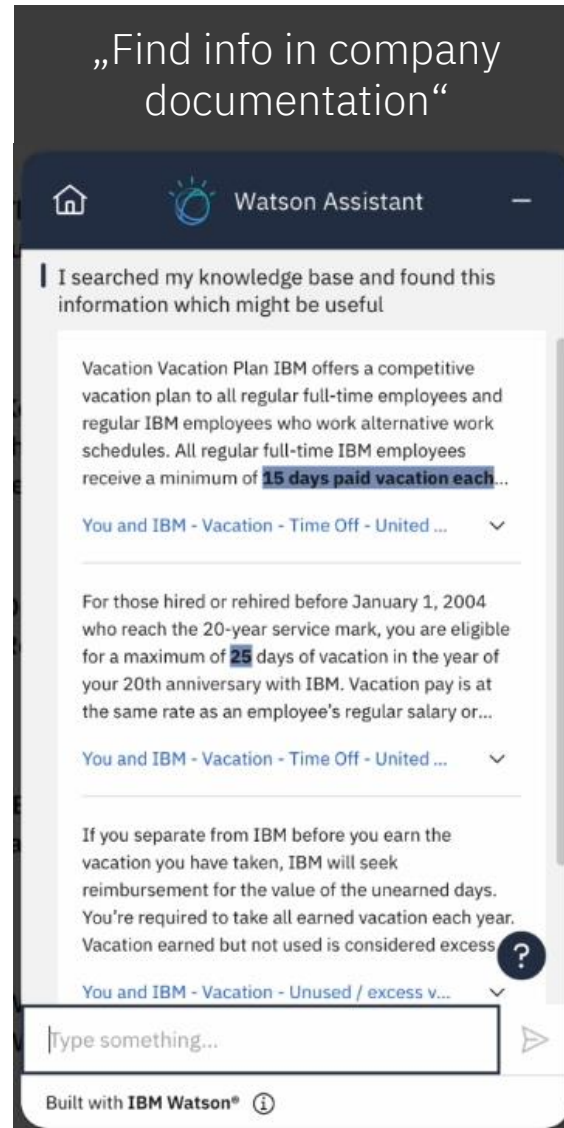 „Find info in company
documentation“
Watson Assistant
I searched my knowledge base and found this
information which might be useful
Vacation Vacation Plan IBM offers a competitive
vacation plan to all regular full-time employees and
regular IBM employees who work alternative work
schedules. All regular full-time IBM employees
receive a minimum of 15 days paid vacation each...
You and IBM - Vacation - Time Off - United ...
For those hired or rehired before January 1, 2004
who reach the 20-year service mark, you are eligible
for a maximum of 25 days of vacation in the year of
your 20th anniversary with IBM. Vacation pay is at
the same rate as an employee's regular salary or...
You and IBM - Vacation - Time Off - United ...
If you separate from IBM before you earn the
vacation you have taken, IBM will seek
reimbursement for the value of the unearned days.
You're required to take all earned vacation each year.
Vacation earned but not used is considered excess
?
You and IBM - Vacation - Unused / excess v...
Type something...
Built with IBM Watson®